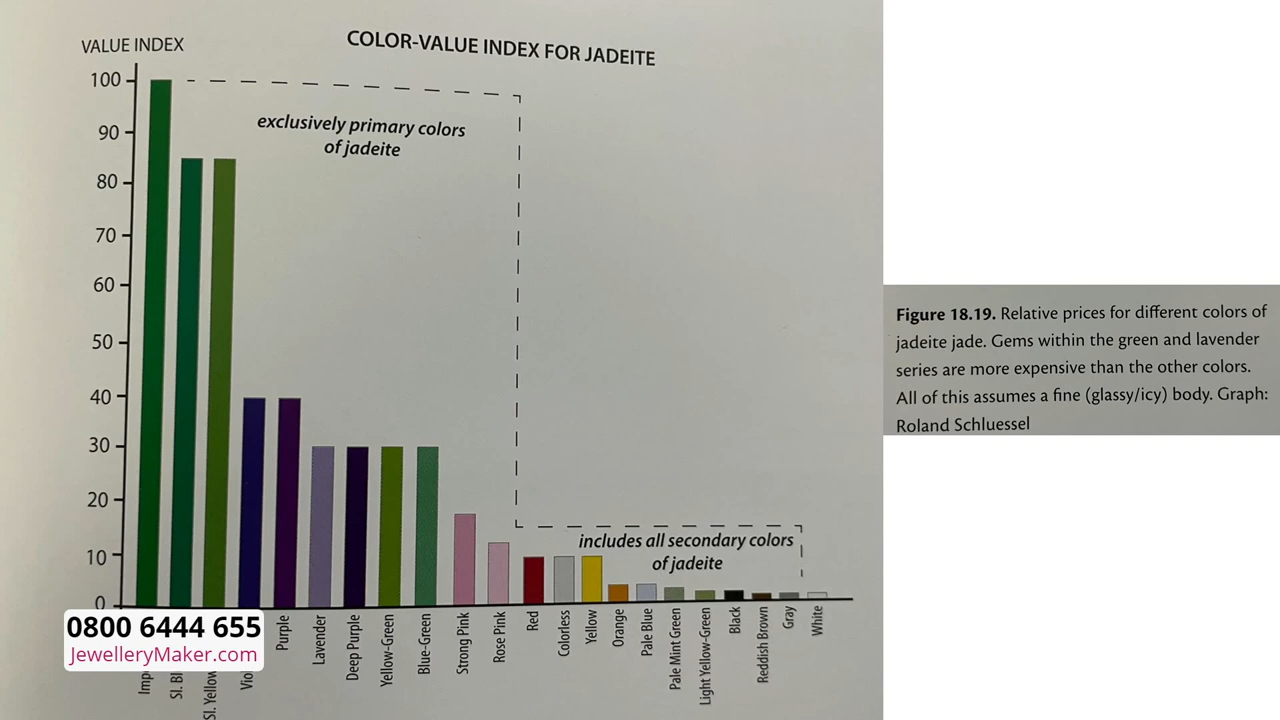 VALUE INDEX
COLOR-VALUE INDEX FOR JADEITE
100
90
80
70
60
50
40
30
20
10
0
exclusively primary colors
of jadeite
includes all secondary colors
of jadeite
Purple
Lavender
Deep Purple
Yellow-Green
Blue-Green
Strong Pink
Rose Pink
Red
Colorless
Yellow
Orange
Pale Blue
Pale Mint Green
Light Yellow-Green
Black
Reddish Brown
Gray
White
0800 6444 655
JewelleryMaker.com
Figure 18.19. Relative prices for different colors of
jadeite jade. Gems within the green and lavender
series are more expensive than the other colors.
All of this assumes a fine (glassy/icy) body. Graph:
Roland Schluessel